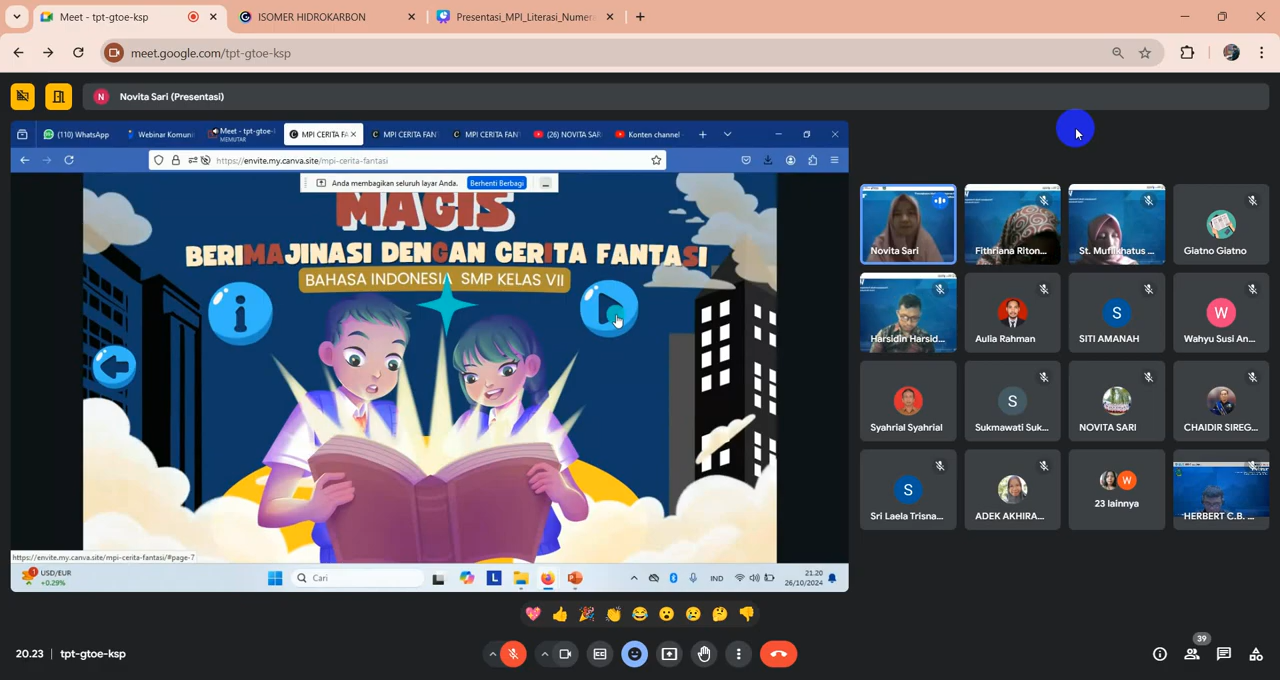 Meet - tpt-gtoe-ksp
ISOMER HIDROKARBON
Presentasi_MPI_Literasi_Numera
meet.google.com/tpt-gtoe-ksp
N Novita Sari (Presentasi)
(110) WhatsApp
Webinar Komuni
Meet - tpt-gtoe-
MEMUTAR
MPI CERITA FA
MPI CERITA FAN
MPI CERITA FAN
(26) NOVITA SAR
Konten channel
https://envite.my.canva.site/mpi-cerita-fantasi
Anda membagikan seluruh layar Anda.
Berhenti Berbagi
MAGIS
BERIMAJINASI DENGAN CERITA FANTASI
BAHASA INDONESIA SMP KELAS VII
https://envite.my.canva.site/mpi-cerita-fantasi/#page-7
USD/EUR
+0.29%
Cari
L
IND
21.20
26/10/2024
Novita Sari
Fithriana Riton...
St. Muflikhatus ...
Giatno Giatno
Harsidin Harsid...
Aulia Rahman
S
SITI AMANAH
W
Wahyu Susi An...
Syahrial Syahrial
S
Sukmawati Suk...
NOVITA SARI
CHAIDIR SIREG...
S
Sri Laela Trisna...
ADEK AKHIRA...
W
23 lainnya
HERBERT C.B. ...
20.23 | tpt-gtoe-ksp
39